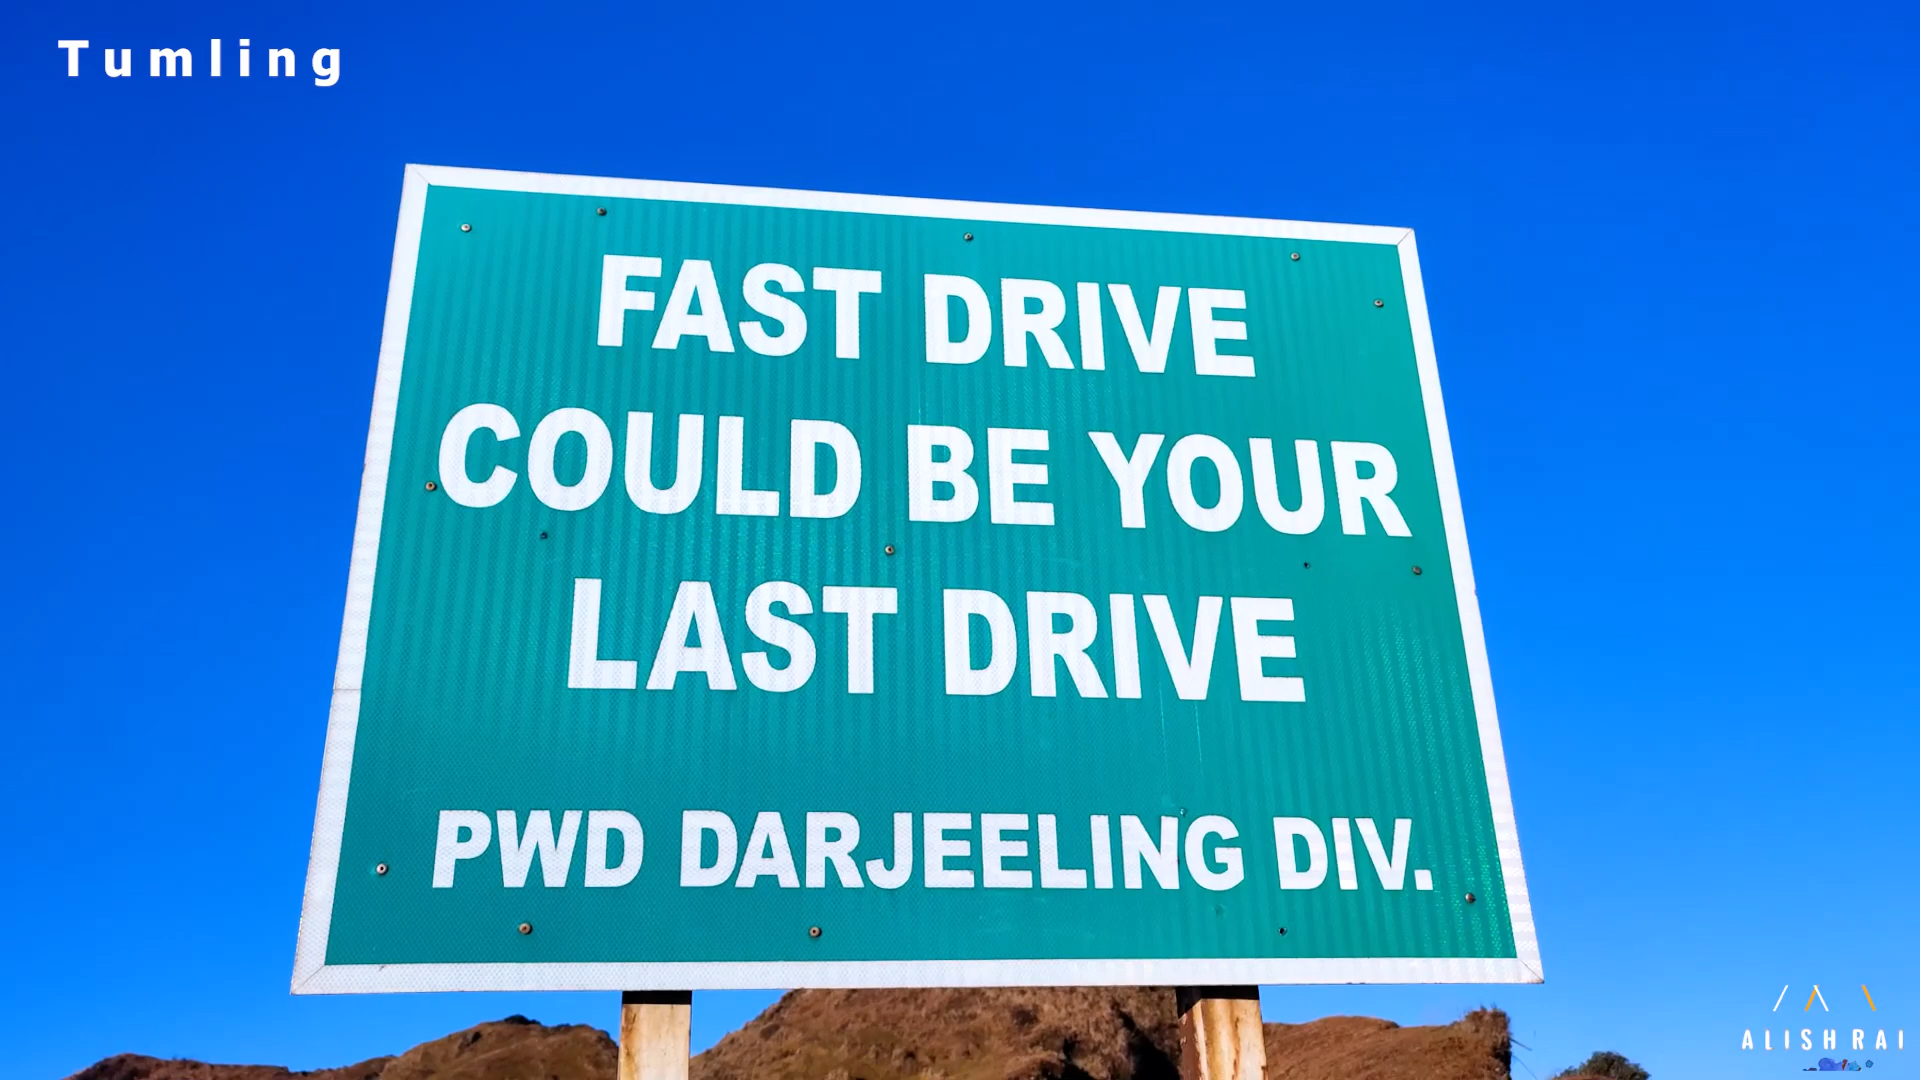 Tumling
FAST DRIVE
COULD BE YOUR
LAST DRIVE
PWD DARJEELING DIV.
ALISHRAI